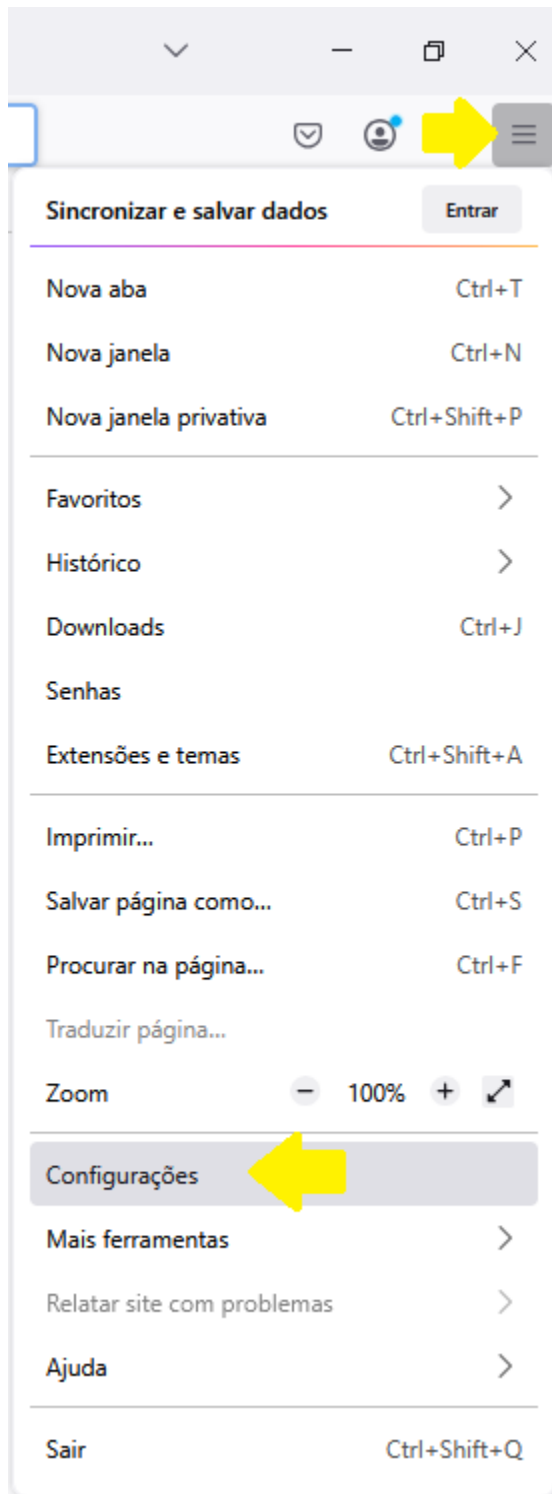 Sincronizar e salvar dados Entrar
Nova aba Ctrl+T
Nova janela Ctrl+N
Nova janela privativa Ctrl+Shift+P
Favoritos
Histórico
Downloads Ctrl+J
Senhas
Extensões e temas Ctrl+Shift+A
Imprimir... Ctrl+P
Salvar página como... Ctrl+S
Procurar na página... Ctrl+F
Traduzir página...
Zoom − 100% +
Configurações
Mais ferramentas
Relatar site com problemas
Ajuda
Sair Ctrl+Shift+Q